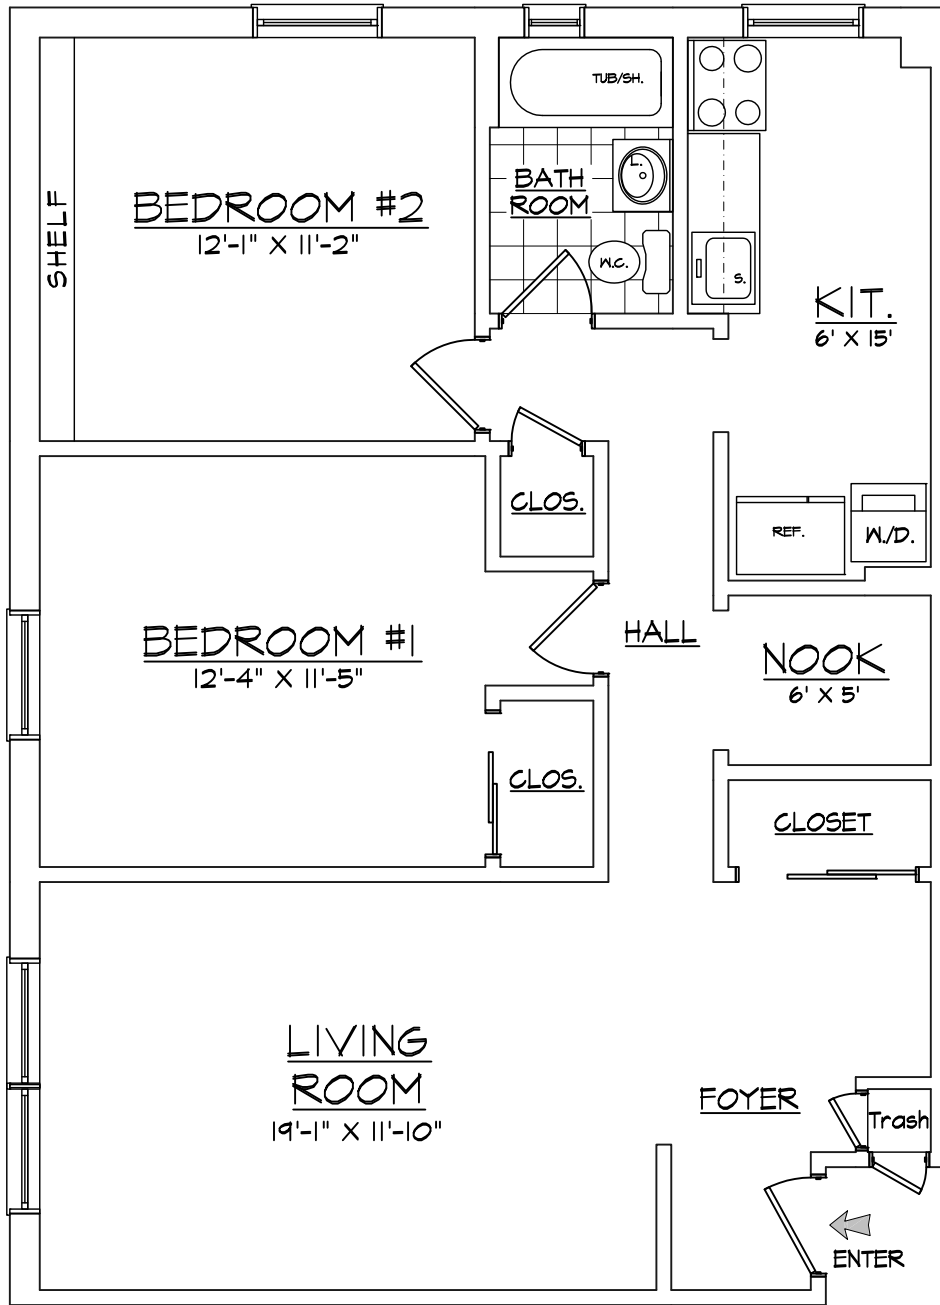 TUB/SH.
L.
BATH
ROOM
W.C.
S.
SHELF
BEDROOM #2
12'-1" X 11'-2"
KIT.
6' X 15'
CLOS.
REF.
W./D.
BEDROOM #1
12'-4" X 11'-5"
HALL
NOOK
6' X 5'
CLOS.
CLOSET
LIVING
ROOM
19'-1" X 11'-10"
FOYER
Trash
ENTER